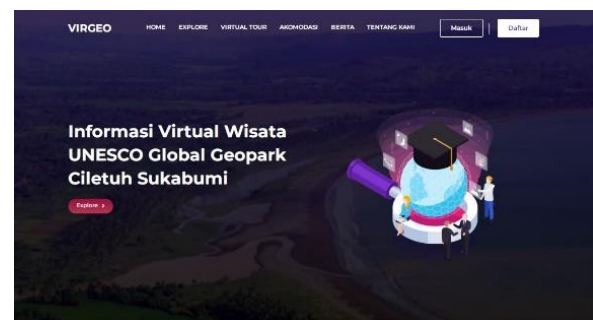 VIRGEO HOME EXPLORE VIRTUAL TOUR AKOMODASI BERITA TENTANG KAMI Masuk | Daftar
Informasi Virtual Wisata
UNESCO Global Geopark
Ciletuh Sukabumi
Explore >